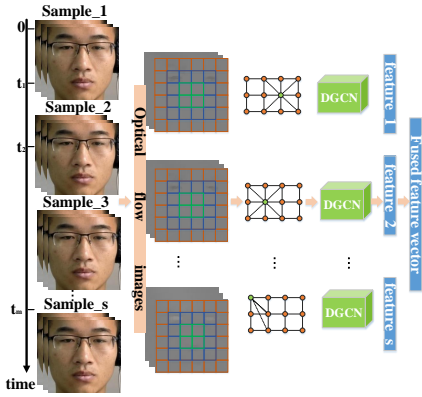 Sample_1
0
t₁
Sample_2
t₂
Sample_3
⋮
tₘ
Sample_s
time
Optical
flow
images
...
...
DGCN
DGCN
DGCN
feature_1
feature_2
feature_s
Fused feature vector